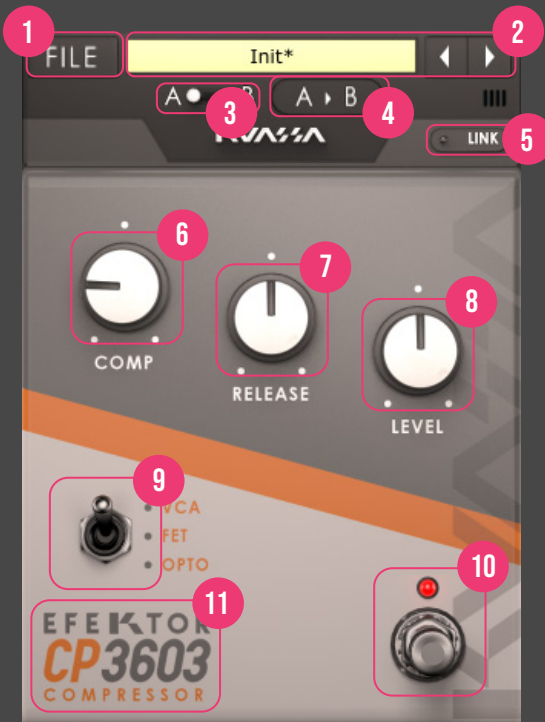 1
2
FILE
Init*
A B
3
A B
4
KUASSA
LINK
5
6
7
8
COMP
RELEASE
LEVEL
9
VCA
FET
OPTO
10
11
EFEKTOR
CP3603
COMPRESSOR